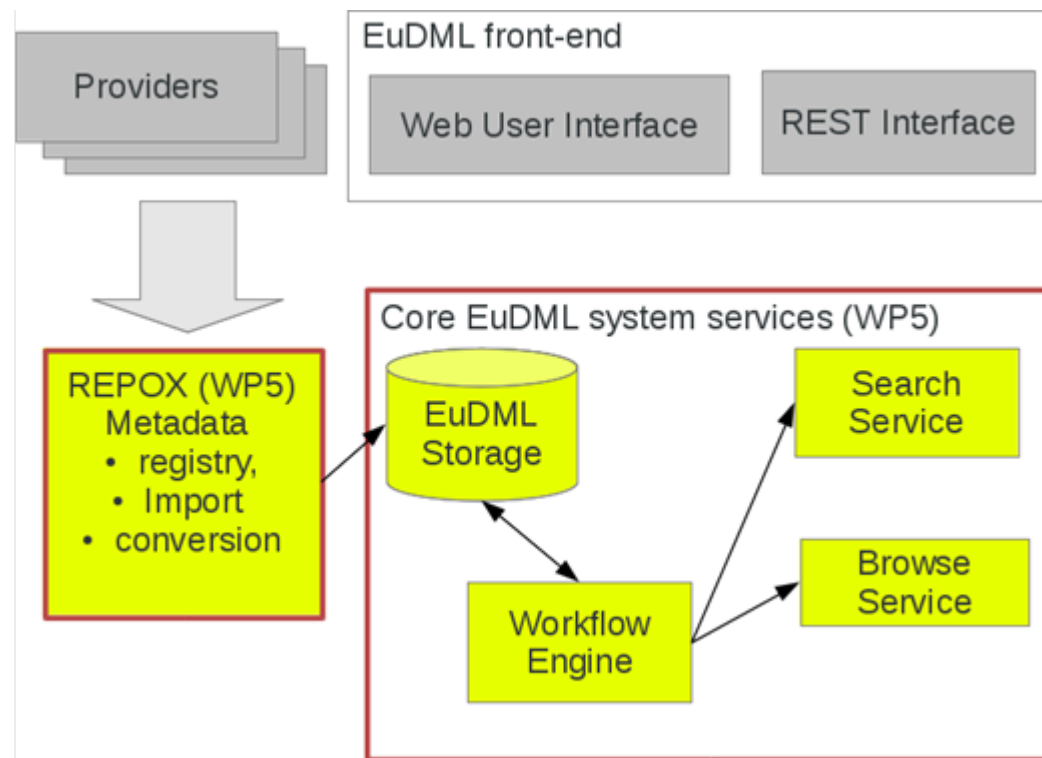 Providers
EuDML front-end
Web User Interface
REST Interface
REPOX (WP5)
Metadata
• registry,
• Import
• conversion
Core EuDML system services (WP5)
EuDML
Storage
Workflow
Engine
Search
Service
Browse
Service